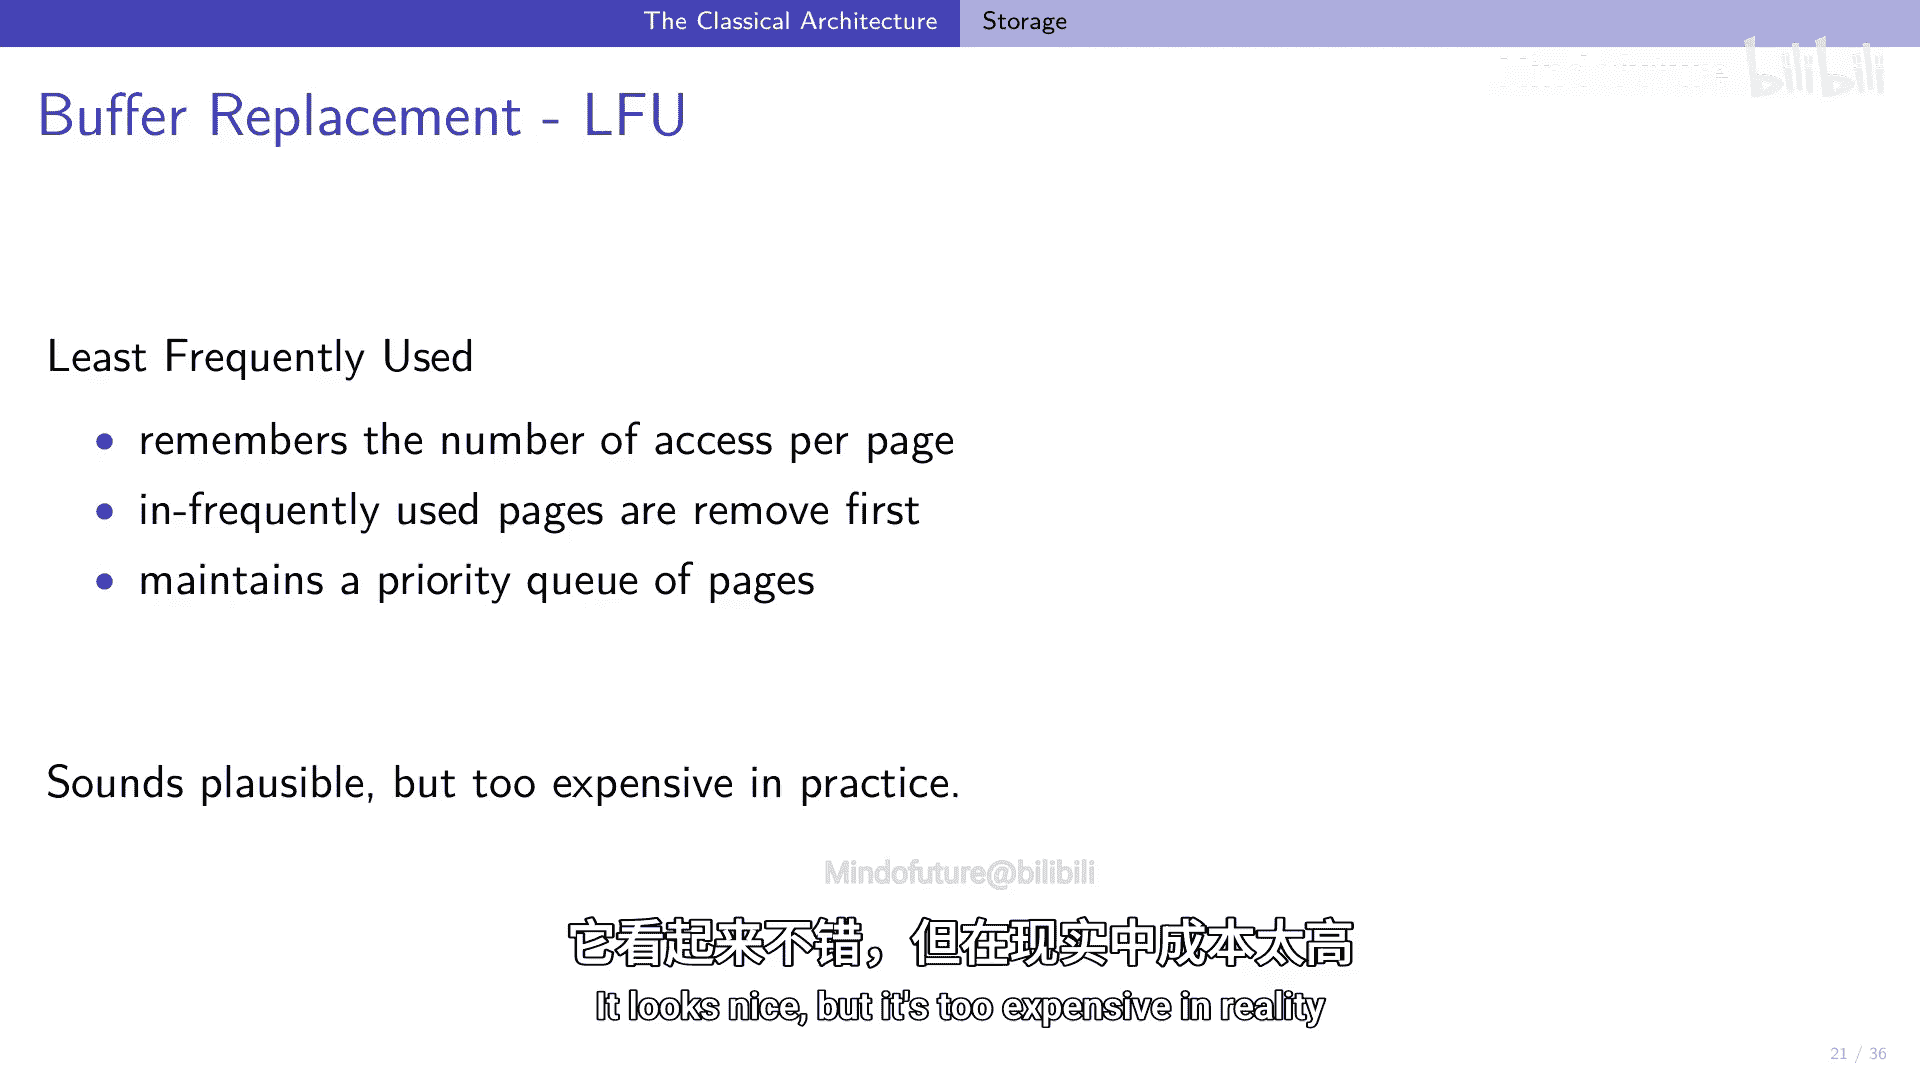 The Classical Architecture
Storage
bilibili
Buffer Replacement - LFU
Least Frequently Used
• remembers the number of access per page
• in-frequently used pages are remove first
• maintains a priority queue of pages
Sounds plausible, but too expensive in practice.
Mindofuture@bilibili
它看起来不错，但在现实中成本太高
It looks nice, but it's too expensive in reality
21 / 36